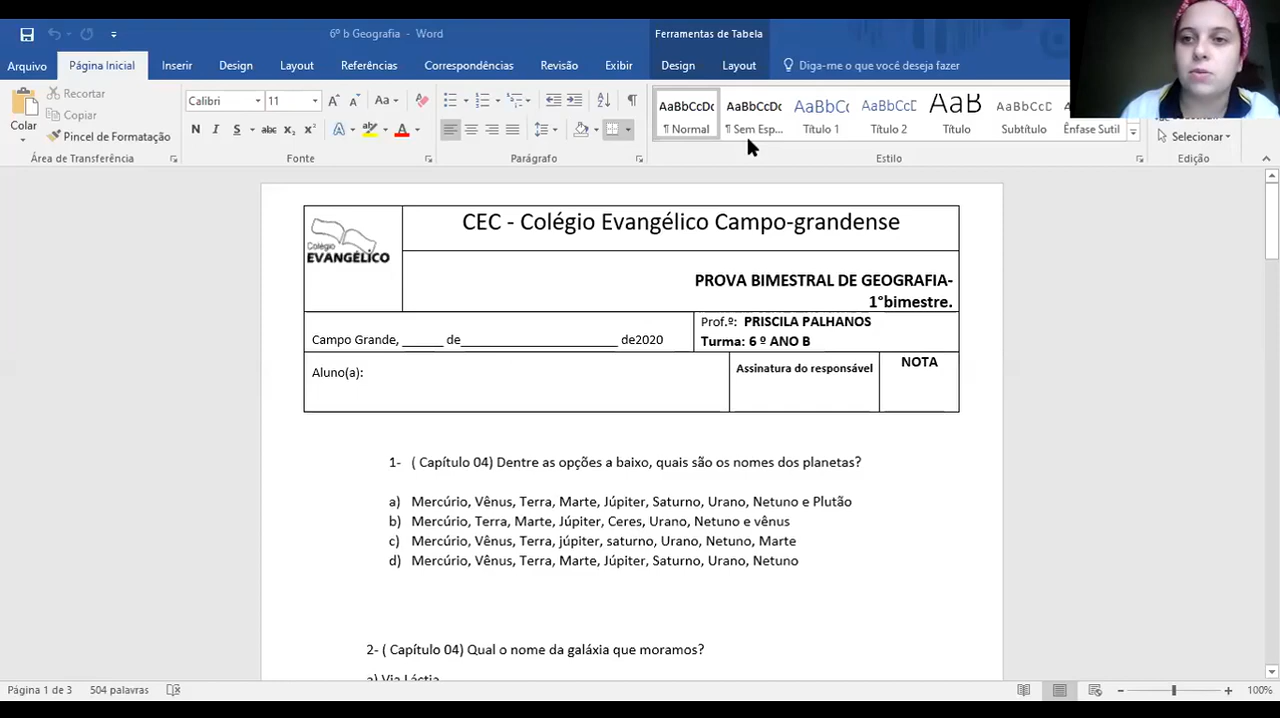 6º b Geografia - Word
Ferramentas de Tabela
Arquivo
Página Inicial
Inserir
Design
Layout
Referências
Correspondências
Revisão
Exibir
Design
Layout
Diga-me o que você deseja fazer
Colar
Recortar
Copiar
Pincel de Formatação
Área de Transferência
Calibri
11
Fonte
Parágrafo
AaBbCcDc
¶ Normal
AaBbCcDc
¶ Sem Esp...
AaBbCc
Título 1
AaBbCcD
Título 2
AaB
Título
AaBbCcD
Subtítulo
Ênfase Sutil
Estilo
Selecionar
Edição
Colégio
EVANGÉLICO
CEC - Colégio Evangélico Campo-grandense
PROVA BIMESTRAL DE GEOGRAFIA-
1°bimestre.
Campo Grande, ______ de_______________________ de2020
Prof.º: PRISCILA PALHANOS
Turma: 6 º ANO B
Aluno(a):
Assinatura do responsável
NOTA
1- ( Capítulo 04) Dentre as opções a baixo, quais são os nomes dos planetas?
a) Mercúrio, Vênus, Terra, Marte, Júpiter, Saturno, Urano, Netuno e Plutão
b) Mercúrio, Terra, Marte, Júpiter, Ceres, Urano, Netuno e vênus
c) Mercúrio, Vênus, Terra, júpiter, saturno, Urano, Netuno, Marte
d) Mercúrio, Vênus, Terra, Marte, Júpiter, Saturno, Urano, Netuno
2- ( Capítulo 04) Qual o nome da galáxia que moramos?
a) Via Láctia
Página 1 de 3
504 palavras
100%